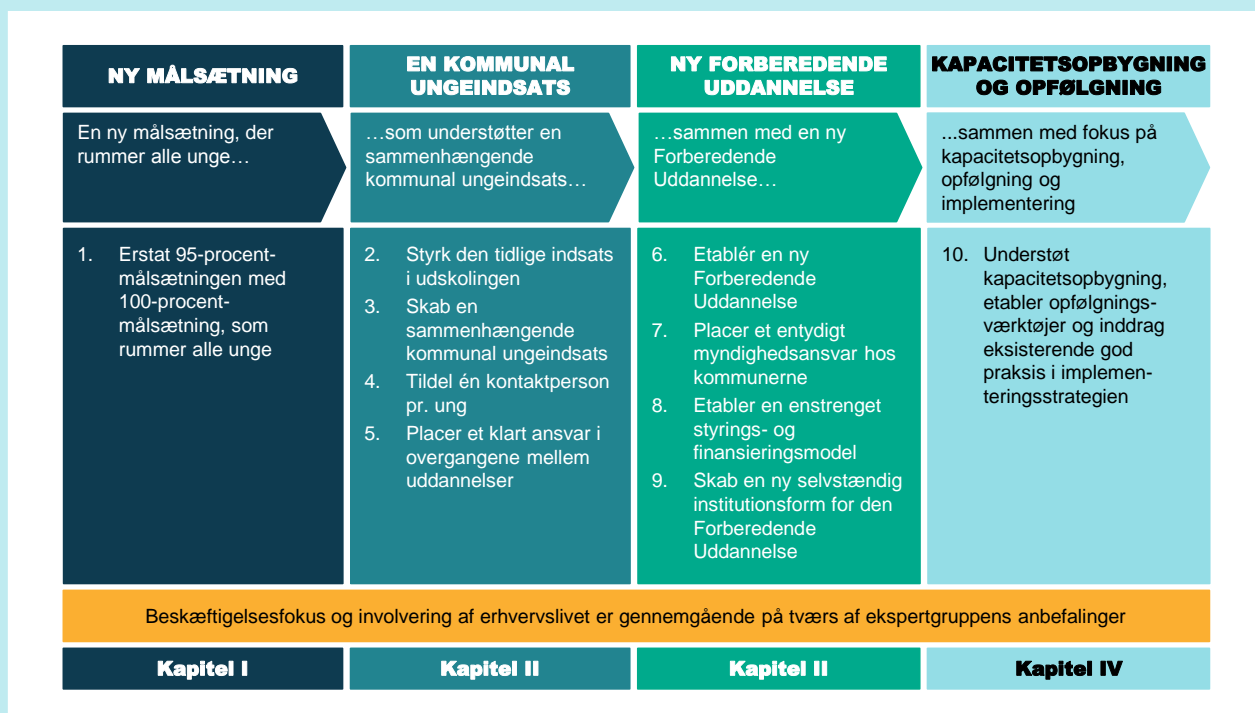 NY MÅLSÆTNING
En ny målsætning, der
rummer alle unge…
1. Erstat 95-procent-
målsætningen med
100-procent-
målsætning, som
rummer alle unge
EN KOMMUNAL
UNGEINDSATS
…som understøtter en
sammenhængende
kommunal ungeindsats…
2. Styrk den tidlige indsats
i udskolingen
3. Skab en
sammenhængende
kommunal ungeindsats
4. Tildel én kontaktperson
pr. ung
5. Placer et klart ansvar i
overgangene mellem
uddannelser
NY FORBEREDENDE
UDDANNELSE
…sammen med en ny
Forberedende
Uddannelse…
6. Etablér en ny
Forberedende
Uddannelse
7. Placer et entydigt
myndighedsansvar hos
kommunerne
8. Etabler en enstrenget
styrings- og
finansieringsmodel
9. Skab en ny selvstændig
institutionsform for den
Forberedende
Uddannelse
KAPACITETSOPBYGNING
OG OPFØLGNING
...sammen med fokus på
kapacitetsopbygning,
opfølgning og
implementering
10. Understøt
kapacitetsopbygning,
etabler opfølgnings-
værktøjer og inddrag
eksisterende god
praksis i implemen-
teringsstrategien
Beskæftigelsesfokus og involvering af erhvervslivet er gennemgående på tværs af ekspertgruppens anbefalinger
Kapitel I
Kapitel II
Kapitel II
Kapitel IV